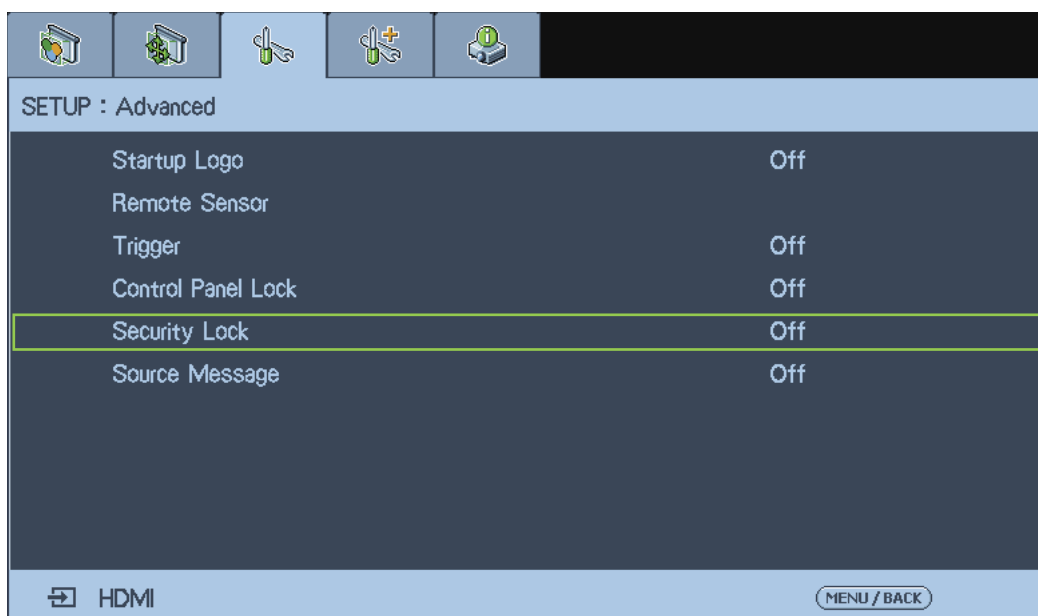 SETUP : Advanced
Startup Logo Off
Remote Sensor
Trigger Off
Control Panel Lock Off
Security Lock Off
Source Message Off
HDMI MENU / BACK